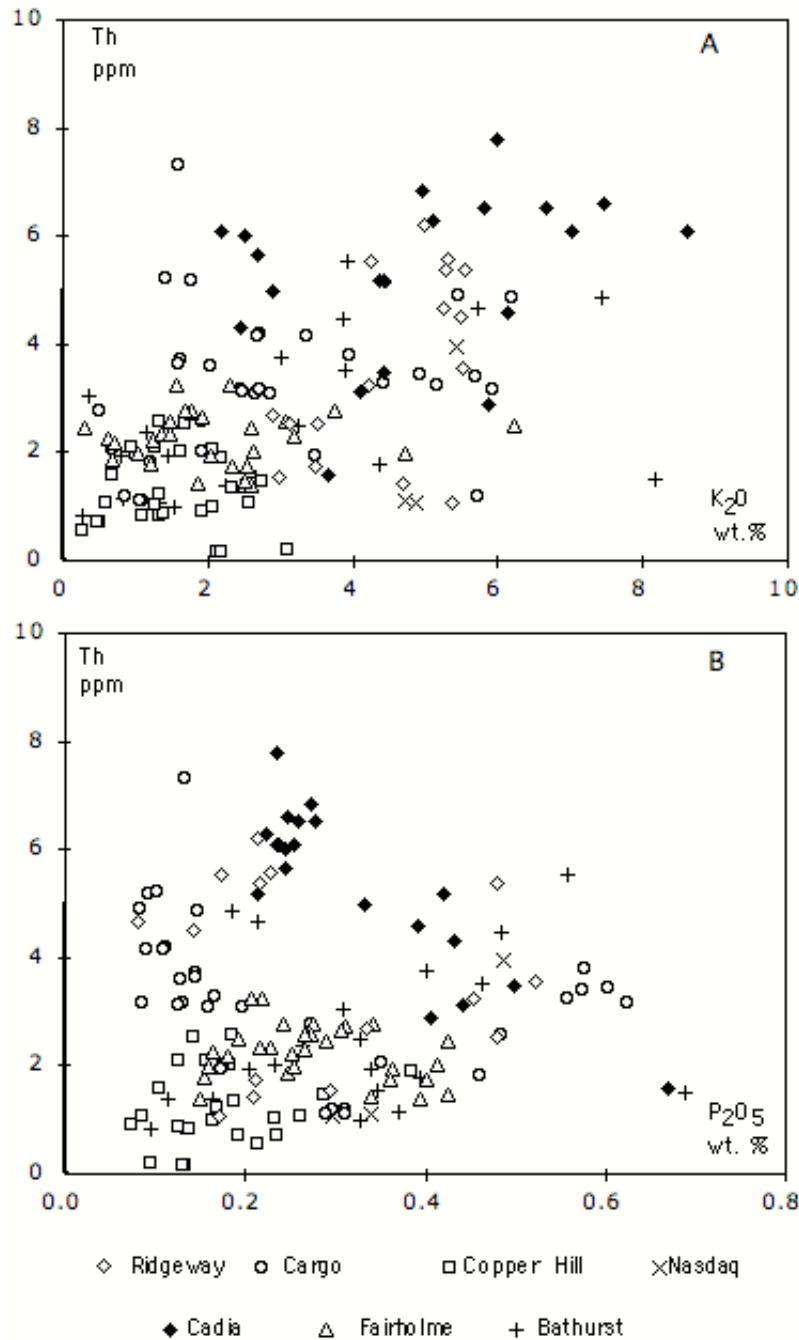 10
Th
ppm
A
8
6
4
2
K2O
wt.%
0
0 2 4 6 8 10
10
Th
ppm
B
8
6
4
2
P2O5
wt. %
0
0.0 0.2 0.4 0.6 0.8
Ridgeway Cargo Copper Hill Nasdaq
Cadia Fairholme Bathurst